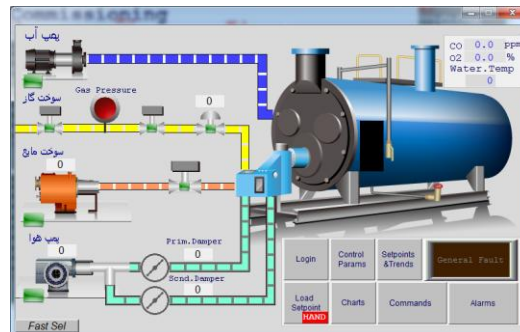 Commissioning
پمپ آب
CO 0.0 ppm
O2 0.0 %
Water.Temp
0
سوخت گاز
Gas Pressure
0
سوخت مایع
0
پمپ هوا
0
Prim.Damper
0
Scnd.Damper
0
Login
Control Params
Setpoints &Trends
General Fault
Load Setpoint
HAND
Charts
Commands
Alarms
Fast Sel